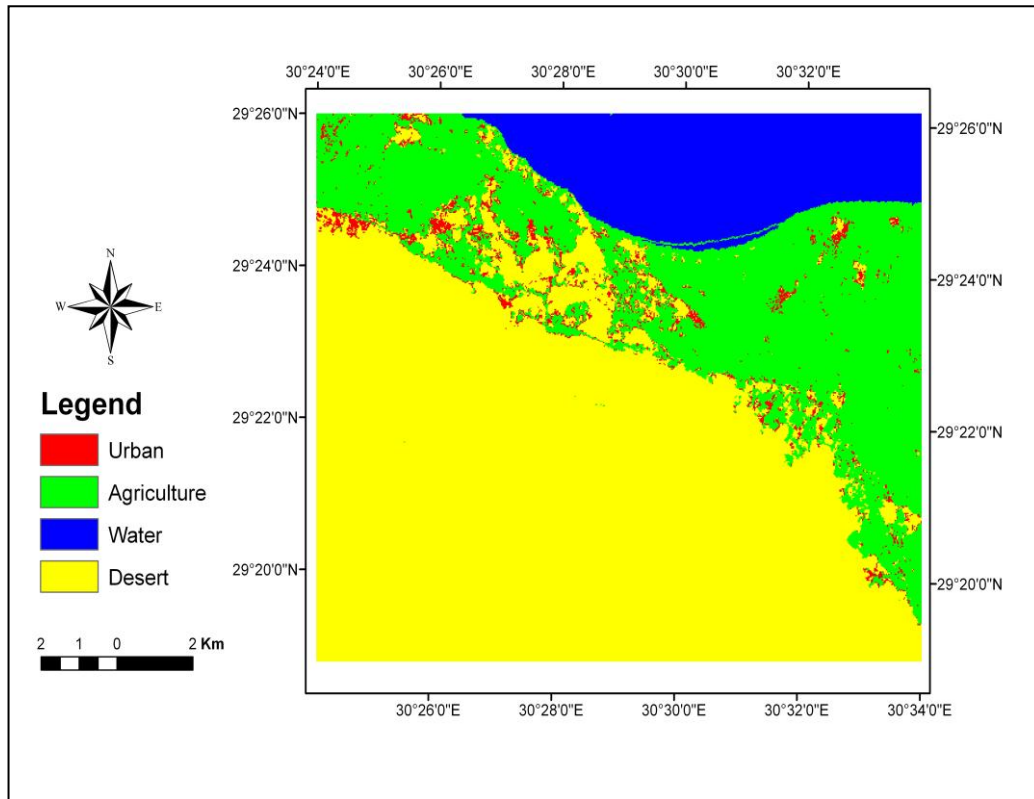 30°24'0"E 30°26'0"E 30°28'0"E 30°30'0"E 30°32'0"E
29°26'0"N 29°26'0"N
29°24'0"N 29°24'0"N
29°22'0"N 29°22'0"N
29°20'0"N 29°20'0"N
30°26'0"E 30°28'0"E 30°30'0"E 30°32'0"E 30°34'0"E
N
W E
S
Legend
Urban
Agriculture
Water
Desert
2 1 0 2 Km